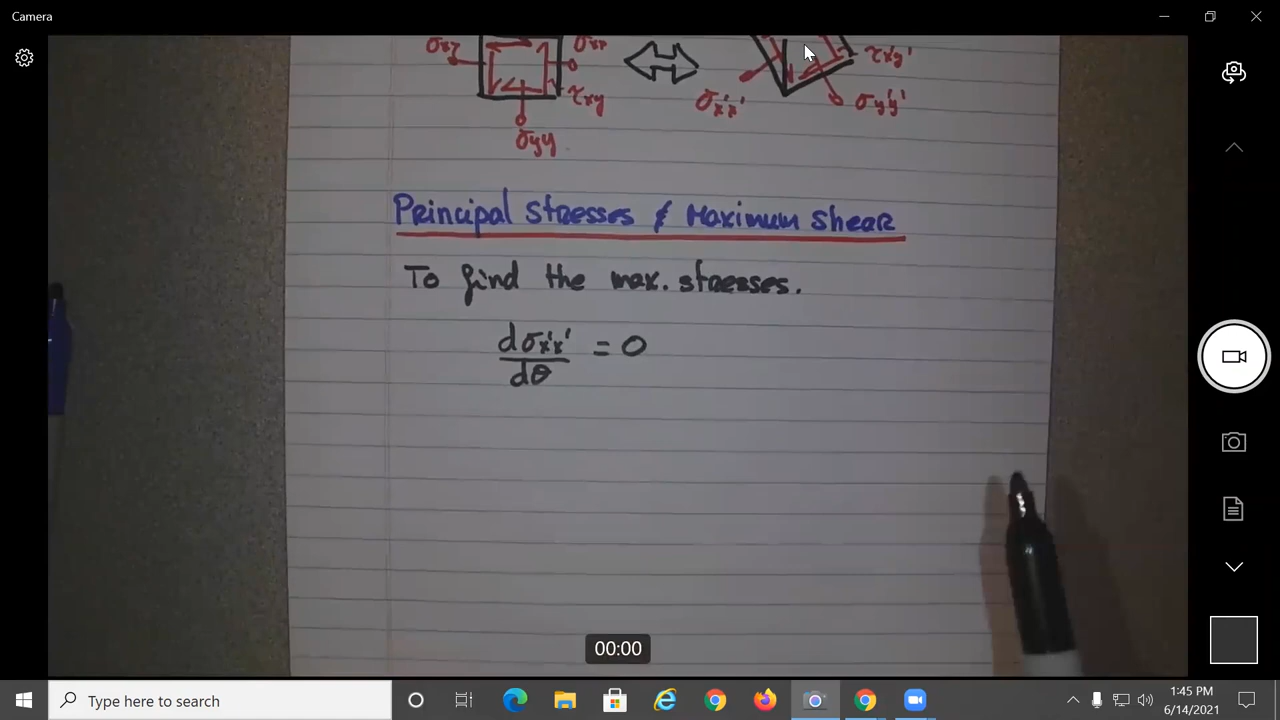 Camera
σxx σxx τx'y'
τxy σx'x' σy'y'
σyy
Principal Stresses & Maximum Shear
To find the max. stresses.
dσx'x' = 0
dθ
00:00
Type here to search
1:45 PM
6/14/2021